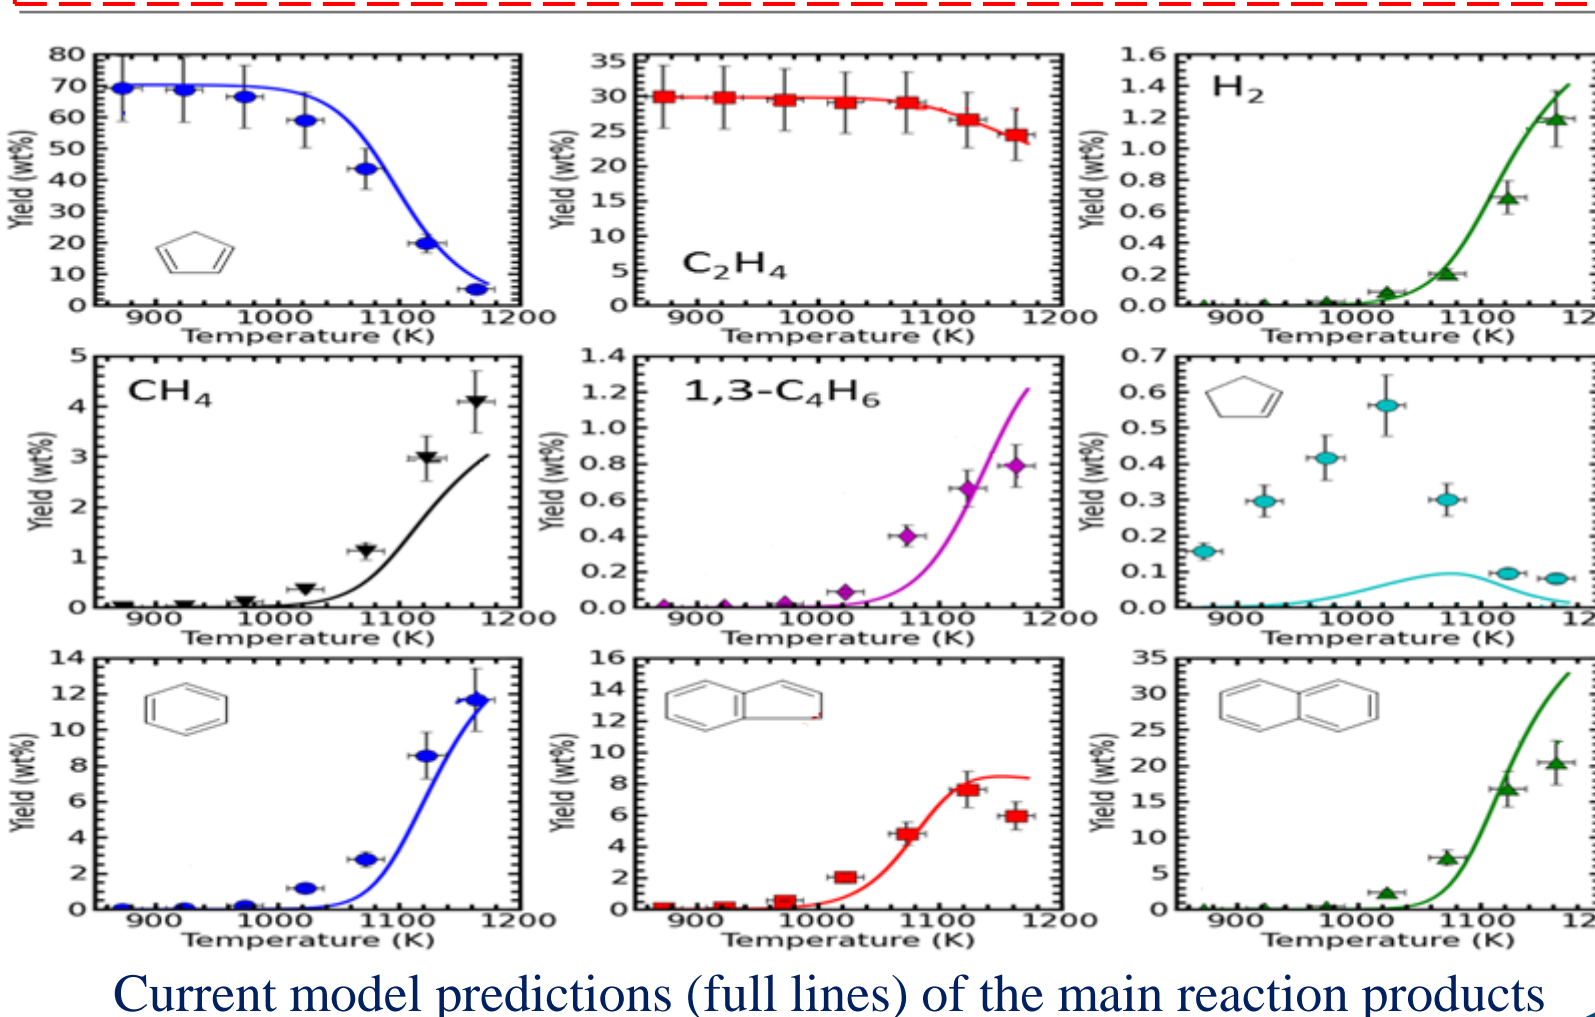 80
70
60
50
40
30
20
10
0
Yield (wt%)
900 1000 1100 1200
Temperature (K)
35
30
25
20
15
10
5
0
Yield (wt%)
C₂H₄
900 1000 1100 1200
Temperature (K)
1.6
1.4
1.2
1.0
0.8
0.6
0.4
0.2
0.0
Yield (wt%)
H₂
900 1000 1100 12
Temperature (K)
5
4
3
2
1
0
Yield (wt%)
CH₄
900 1000 1100 1200
Temperature (K)
1.4
1.2
1.0
0.8
0.6
0.4
0.2
0.0
Yield (wt%)
1,3-C₄H₆
900 1000 1100 1200
Temperature (K)
0.7
0.6
0.5
0.4
0.3
0.2
0.1
0.0
Yield (wt%)
900 1000 1100 12
Temperature (K)
14
12
10
8
6
4
2
0
Yield (wt%)
900 1000 1100 1200
Temperature (K)
16
14
12
10
8
6
4
2
0
Yield (wt%)
900 1000 1100 1200
Temperature (K)
35
30
25
20
15
10
5
0
Yield (wt%)
900 1000 1100 12
Temperature (K)
Current model predictions (full lines) of the main reaction products